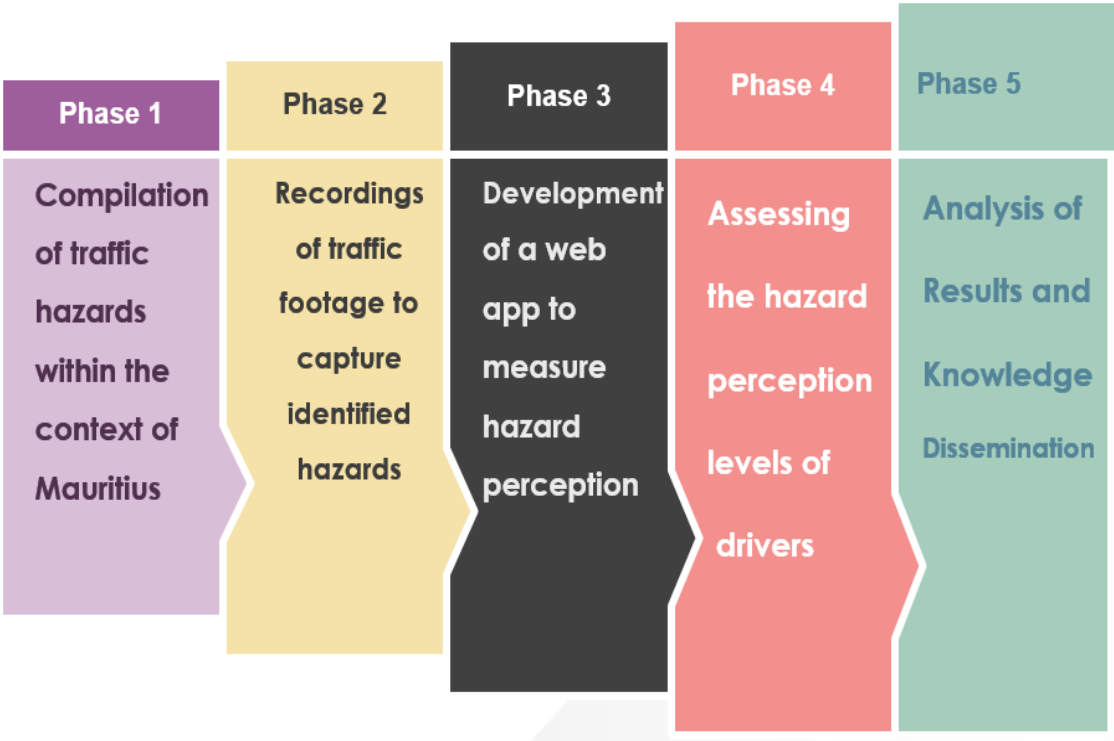 Phase 1
Compilation
of traffic
hazards
within the
context of
Mauritius
Phase 2
Recordings
of traffic
footage to
capture
identified
hazards
Phase 3
Development
of a web
app to
measure
hazard
perception
Phase 4
Assessing
the hazard
perception
levels of
drivers
Phase 5
Analysis of
Results and
Knowledge
Dissemination